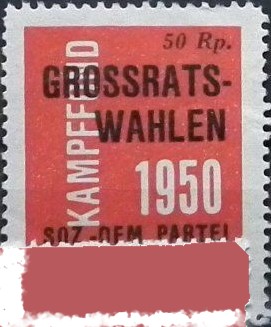 50 Rp.
GROSSRATS-
WAHLEN
KAMPFFOND
1950
SOZ.-DEM. PARTEI